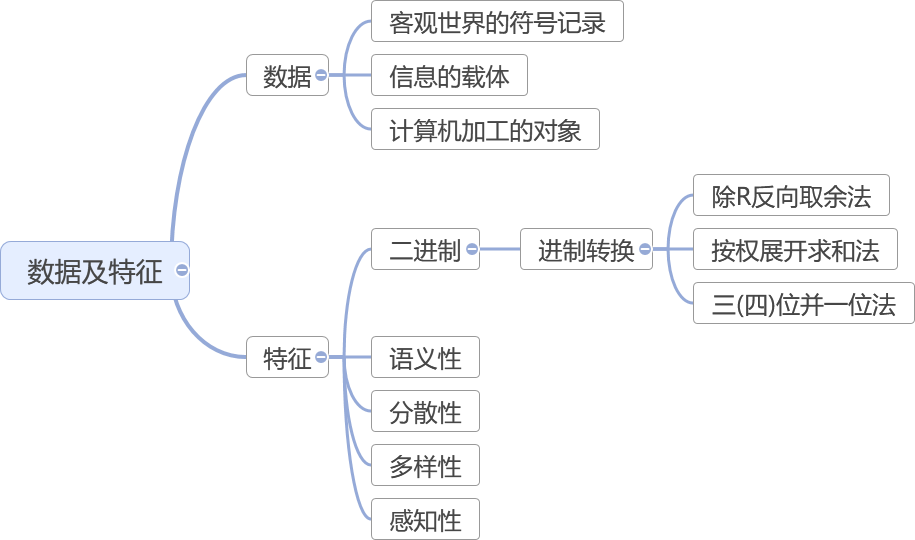 客观世界的符号记录
数据
信息的载体
计算机加工的对象
除R反向取余法
二进制
进制转换
按权展开求和法
数据及特征
三(四)位并一位法
特征
语义性
分散性
多样性
感知性